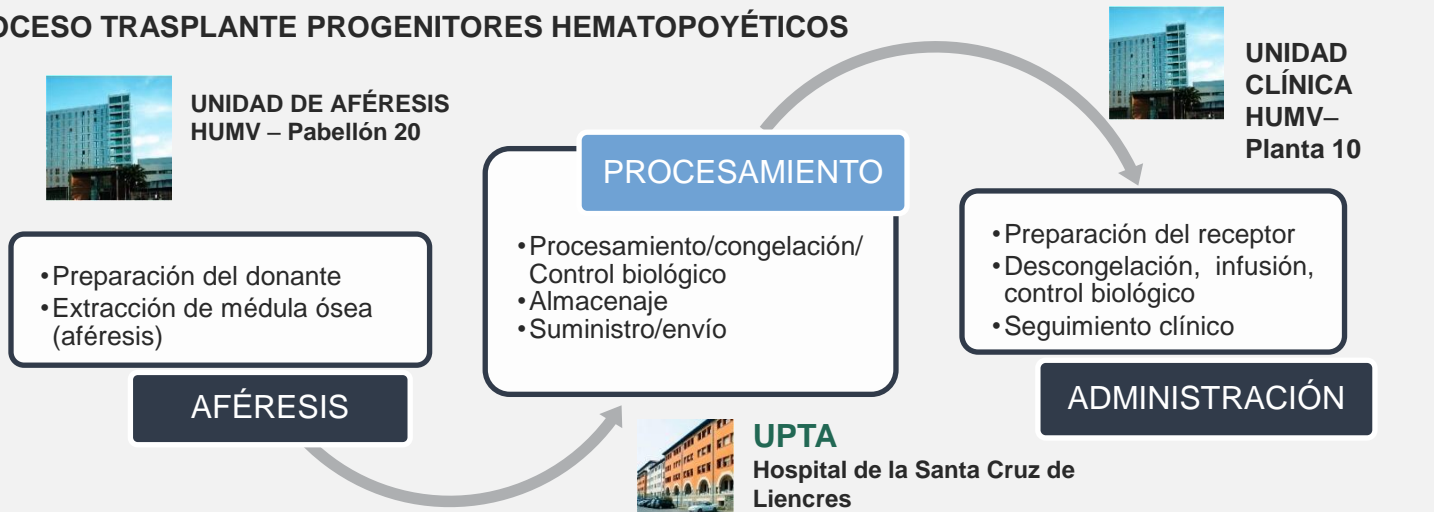 OCESO TRASPLANTE PROGENITORES HEMATOPOYÉTICOS
UNIDAD DE AFÉRESIS
HUMV – Pabellón 20
•Preparación del donante
•Extracción de médula ósea
(aféresis)
AFÉRESIS
PROCESAMIENTO
•Procesamiento/congelación/
Control biológico
•Almacenaje
•Suministro/envío
UPTA
Hospital de la Santa Cruz de
Liencres
UNIDAD
CLÍNICA
HUMV–
Planta 10
•Preparación del receptor
•Descongelación, infusión,
control biológico
•Seguimiento clínico
ADMINISTRACIÓN